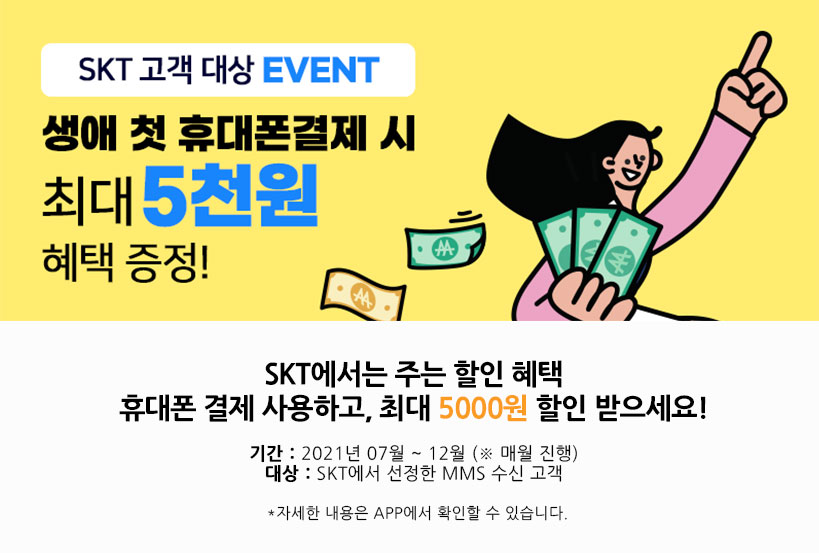 SKT 고객 대상 EVENT
생애 첫 휴대폰결제 시
최대 5천원
혜택 증정!
SKT에서는 주는 할인 혜택
휴대폰 결제 사용하고, 최대 5000원 할인 받으세요!
기간 : 2021년 07월 ~ 12월 (※ 매월 진행)
대상 : SKT에서 선정한 MMS 수신 고객
*자세한 내용은 APP에서 확인할 수 있습니다.